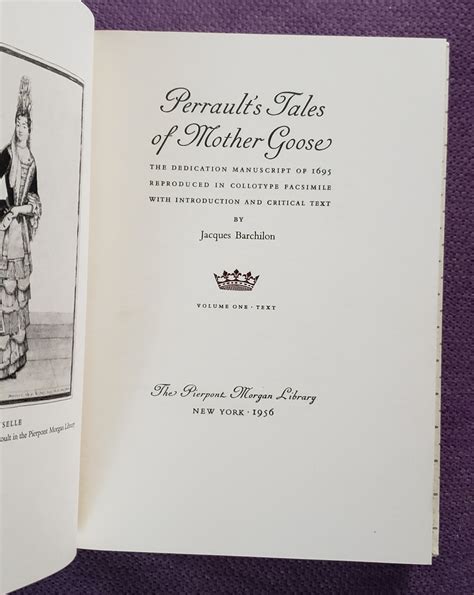 SELLE
in the Pierpont Morgan Library
Perrault's Tales
of Mother Goose
THE DEDICATION MANUSCRIPT OF 1695
REPRODUCED IN COLLOTYPE FACSIMILE
WITH INTRODUCTION AND CRITICAL TEXT
BY
Jacques Barchilon
VOLUME ONE · TEXT
The Pierpont Morgan Library
NEW YORK · 1956